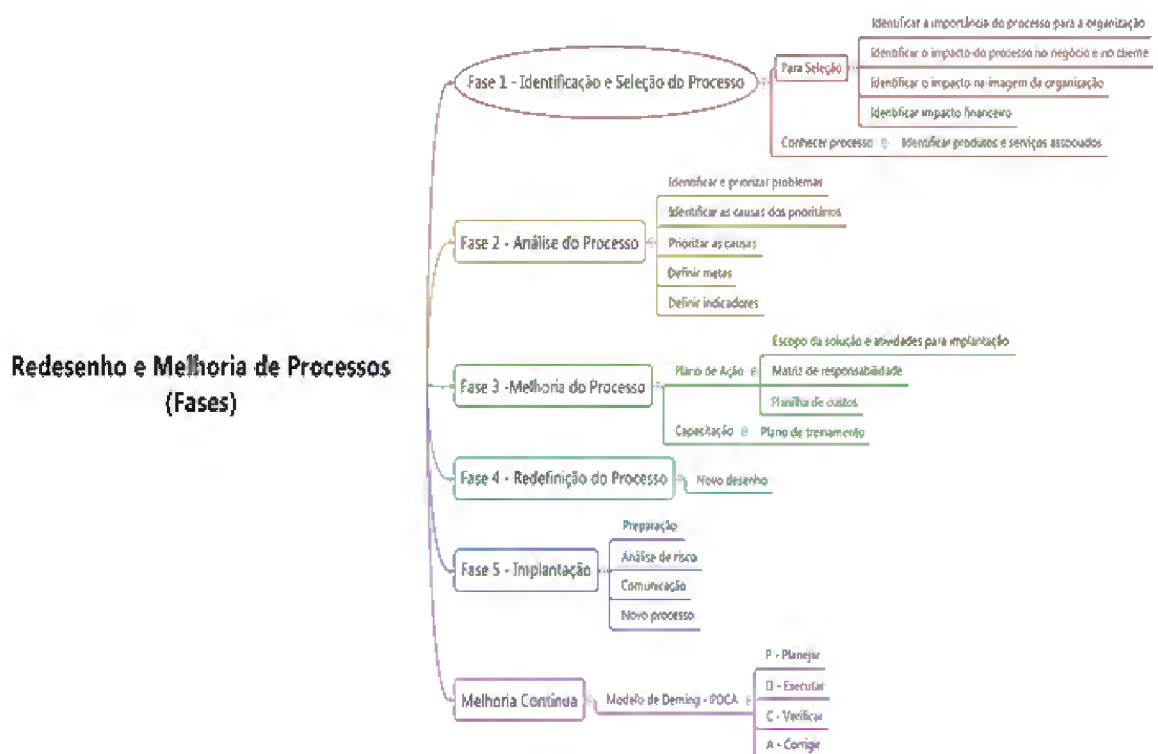 Redesenho e Melhoria de Processos
(Fases)
Fase 1 - Identificação e Seleção do Processo
Para Seleção
Identificar a importância do processo para a organização
Identificar o impacto do processo no negócio e no cliente
Identificar o impacto na imagem da organização
Identificar impacto financeiro
Conhecer processo
Identificar produtos e serviços associados
Fase 2 - Análise do Processo
Identificar e priorizar problemas
Identificar as causas dos prioritários
Priorizar as causas
Definir metas
Definir indicadores
Fase 3 -Melhoria do Processo
Plano de Ação
Escopo da solução e atividades para implantação
Matriz de responsabilidade
Planilha de custos
Capacitação
Plano de treinamento
Fase 4 - Redefinição do Processo
Novo desenho
Fase 5 - Implantação
Preparação
Análise de risco
Comunicação
Novo processo
Melhoria Contínua
Modelo de Deming - PDCA
P - Planejar
D - Executar
C - Verificar
A - Corrigir